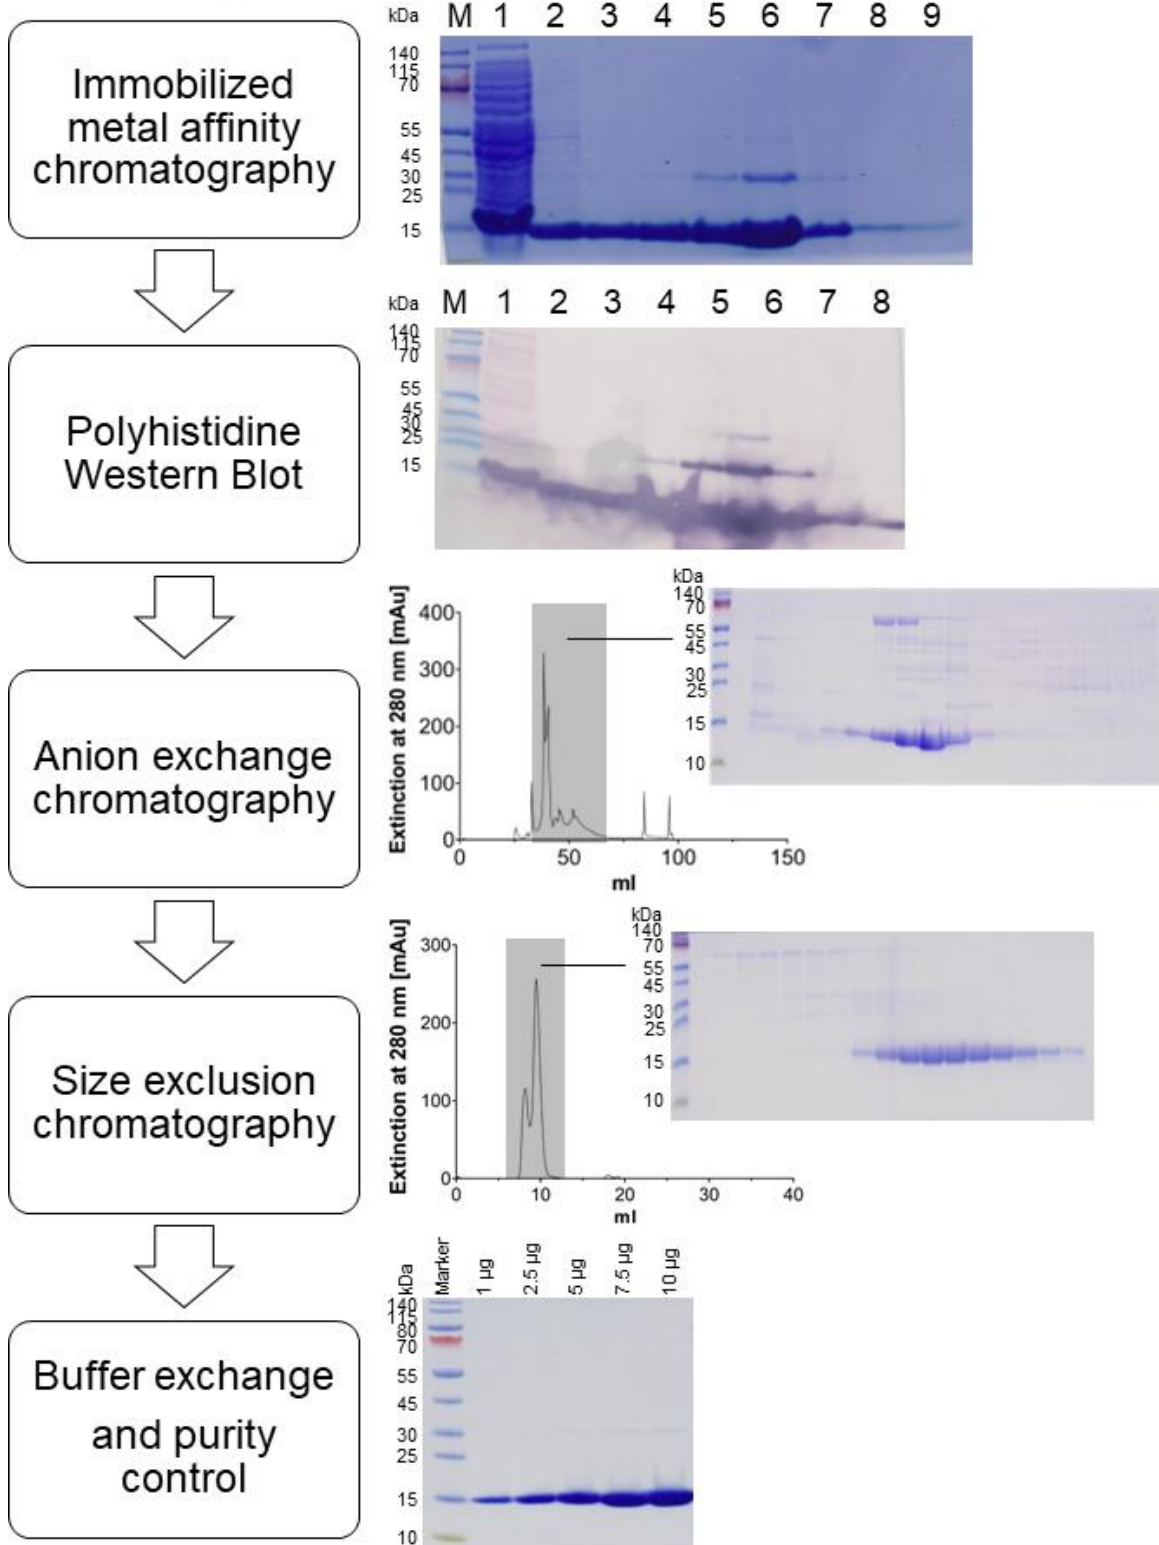 Immobilized
metal affinity
chromatography
kDa M 1 2 3 4 5 6 7 8 9
140
115
70
55
45
30
25
15
Polyhistidine
Western Blot
kDa M 1 2 3 4 5 6 7 8
140
115
70
55
45
30
25
15
Anion exchange
chromatography
Extinction at 280 nm [mAu]
400
300
200
100
0
0 50 100 150
ml
kDa
140
70
55
45
30
25
15
10
Size exclusion
chromatography
Extinction at 280 nm [mAu]
300
200
100
0
0 10 20 30 40
ml
kDa
140
70
55
45
30
25
15
10
Buffer exchange
and purity
control
kDa Marker 1 µg 2.5 µg 5 µg 7.5 µg 10 µg
140
115
80
70
55
45
30
25
15
10